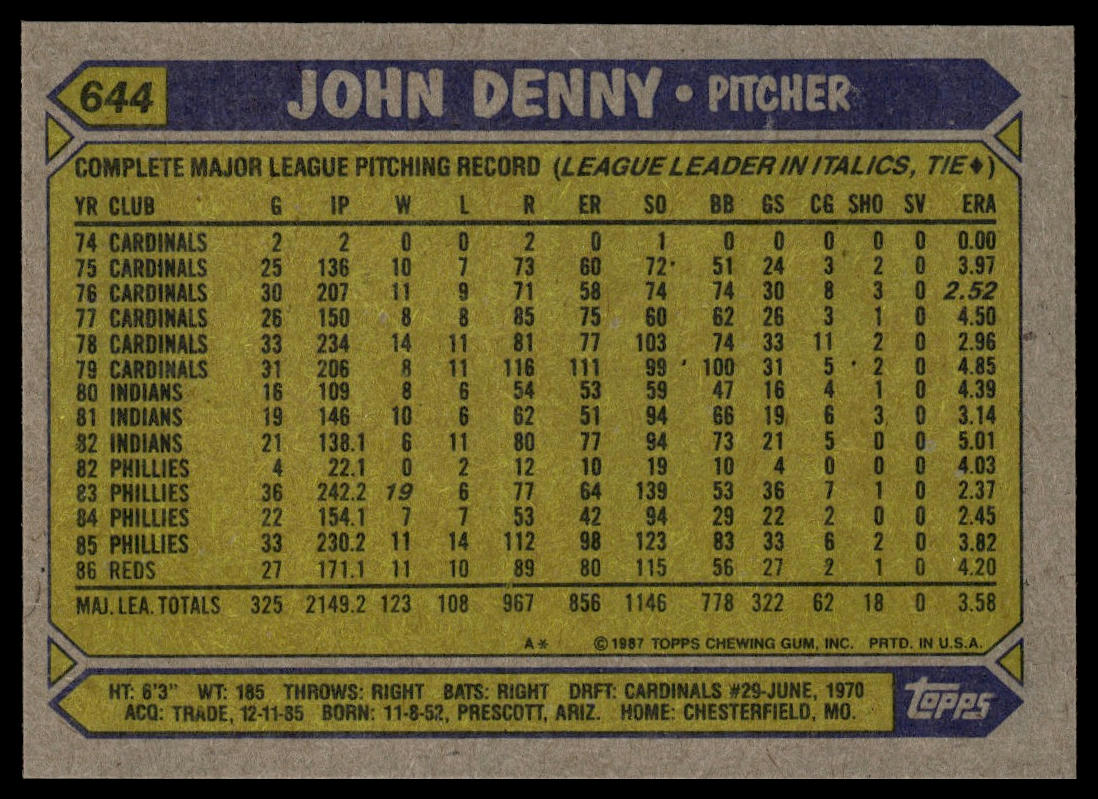 644 JOHN DENNY • PITCHER
COMPLETE MAJOR LEAGUE PITCHING RECORD (LEAGUE LEADER IN ITALICS, TIE♦)
YR CLUB G IP W L R ER SO BB GS CG SHO SV ERA
74 CARDINALS 2 2 0 0 2 0 1 0 0 0 0 0 0.00
75 CARDINALS 25 136 10 7 73 60 72 51 24 3 2 0 3.97
76 CARDINALS 30 207 11 9 71 58 74 74 30 8 3 0 2.52
77 CARDINALS 26 150 8 8 85 75 60 62 26 3 1 0 4.50
78 CARDINALS 33 234 14 11 81 77 103 74 33 11 2 0 2.96
79 CARDINALS 31 206 8 11 116 111 99 100 31 5 2 0 4.85
80 INDIANS 16 109 8 6 54 53 59 47 16 4 1 0 4.39
81 INDIANS 19 146 10 6 62 51 94 66 19 6 3 0 3.14
82 INDIANS 21 138.1 6 11 80 77 94 73 21 5 0 0 5.01
82 PHILLIES 4 22.1 0 2 12 10 19 10 4 0 0 0 4.03
83 PHILLIES 36 242.2 19 6 77 64 139 53 36 7 1 0 2.37
84 PHILLIES 22 154.1 7 7 53 42 94 29 22 2 0 0 2.45
85 PHILLIES 33 230.2 11 14 112 98 123 83 33 6 2 0 3.82
86 REDS 27 171.1 11 10 89 80 115 56 27 2 1 0 4.20
MAJ. LEA. TOTALS 325 2149.2 123 108 967 856 1146 778 322 62 18 0 3.58
A* ©1987 TOPPS CHEWING GUM, INC. PRTD. IN U.S.A.
HT: 6'3" WT: 185 THROWS: RIGHT BATS: RIGHT DRFT: CARDINALS #29-JUNE, 1970
ACQ: TRADE, 12-11-85 BORN: 11-8-52, PRESCOTT, ARIZ. HOME: CHESTERFIELD, MO.
topps